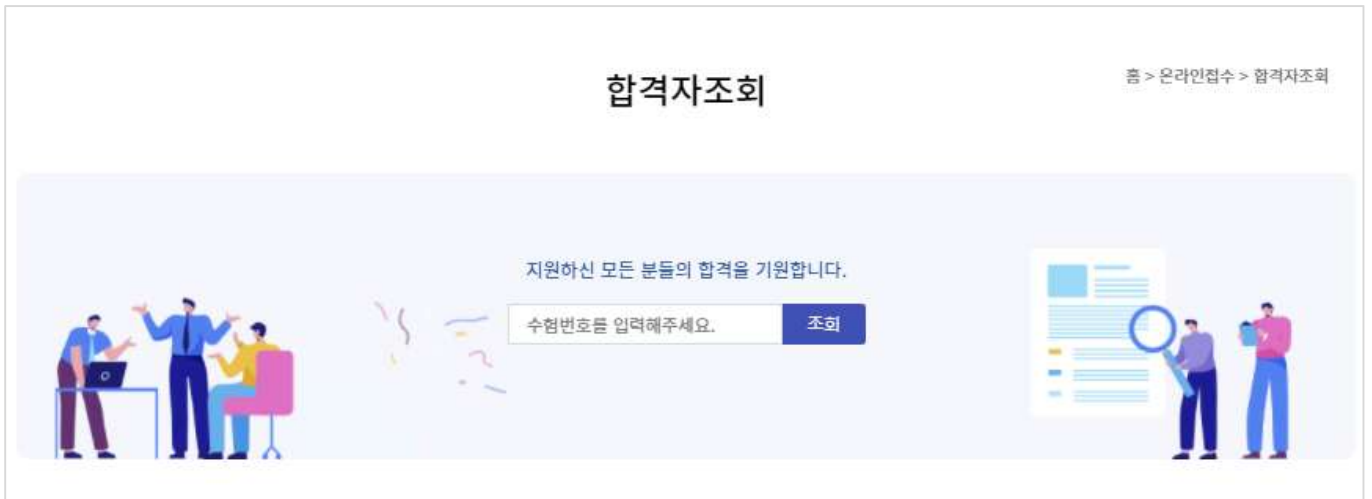 홈 > 온라인접수 > 합격자조회
합격자조회
지원하신 모든 분들의 합격을 기원합니다.
수험번호를 입력해주세요.
조회